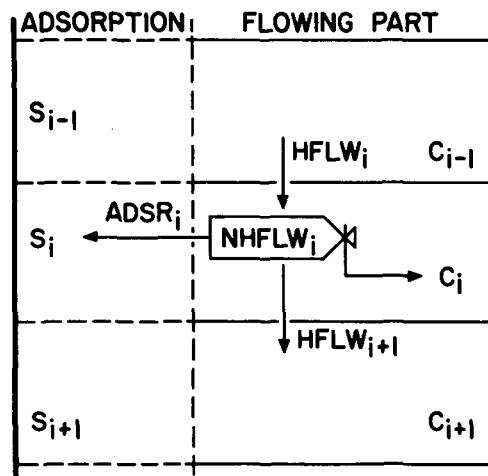 ADSORPTION FLOWING PART
S_{i-1}
HFLW_i C_{i-1}
ADSR_i
S_i NHFLW_i
C_i
HFLW_{i+1}
S_{i+1} C_{i+1}